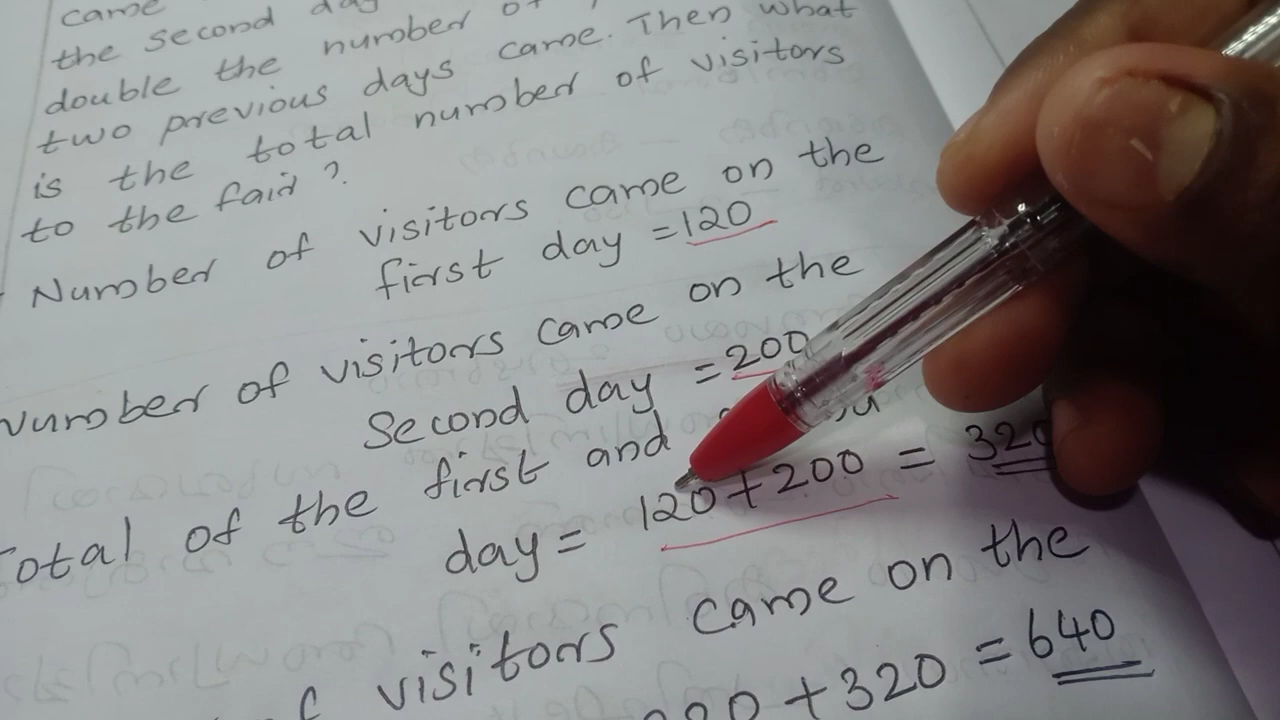 came
the second day
double the number of
two previous days came. Then what
is the total number of visitors
to the fair?
Number of visitors came on the
first day = 120
Number of visitors came on the
Second day = 200
Total of the first and
day = 120 + 200 = 320
of visitors came on the
+ 320 = 640